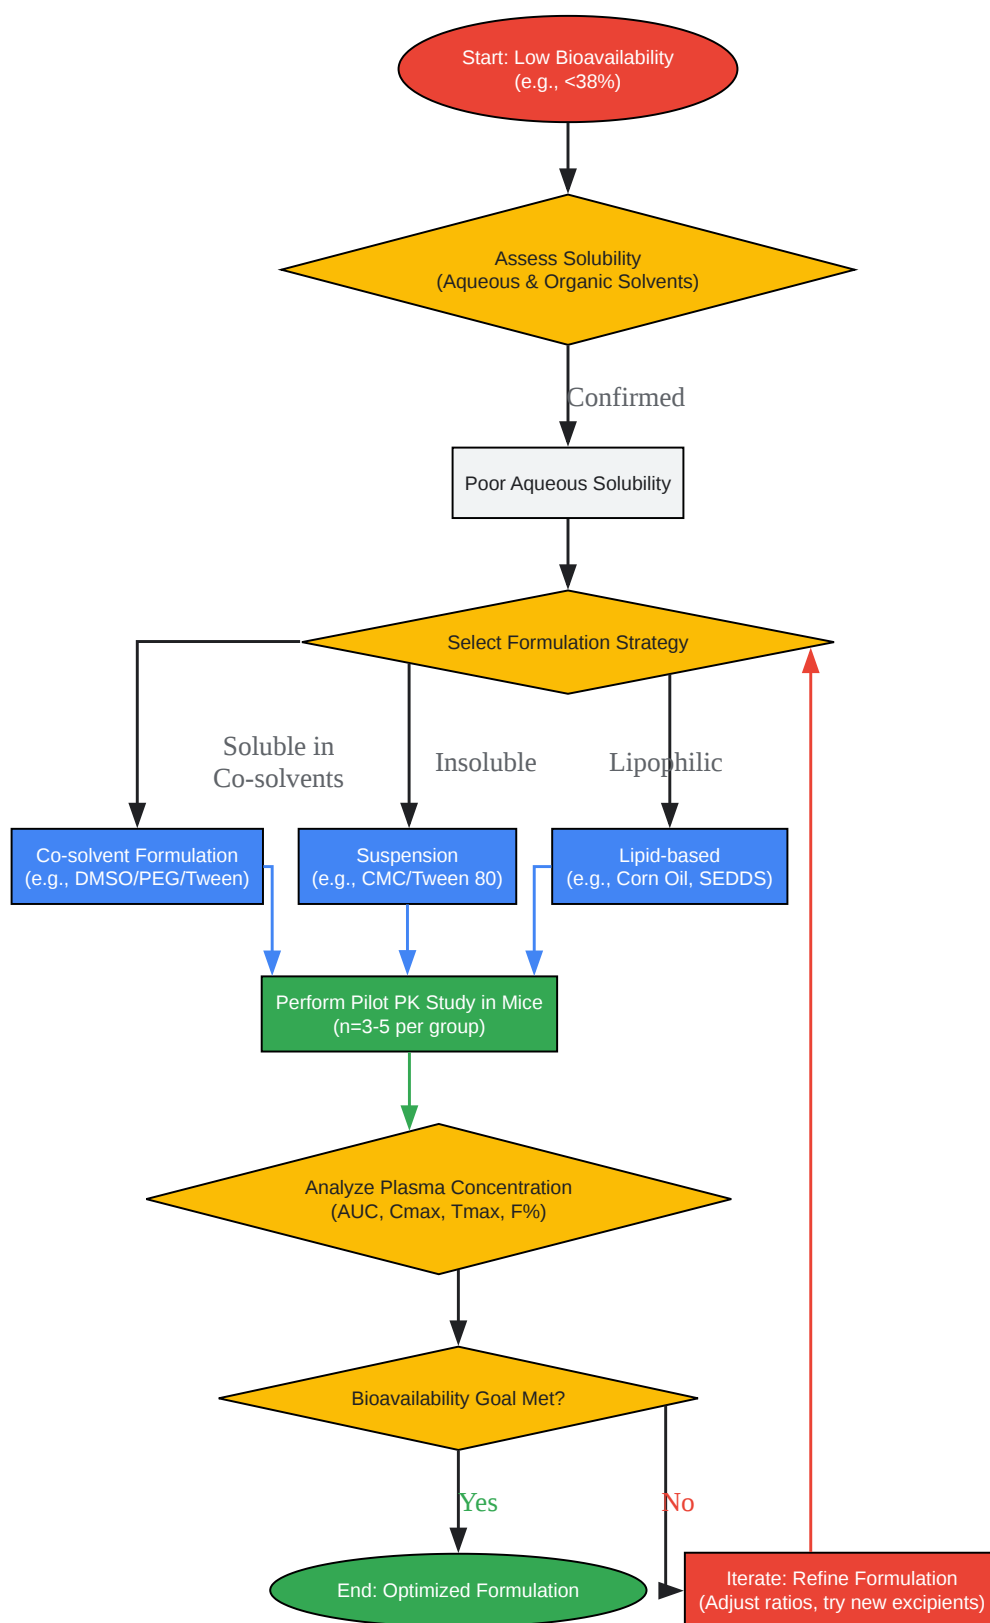 Start: Low Bioavailability
(e.g., <38%)
Assess Solubility
(Aqueous & Organic Solvents)
Confirmed
Poor Aqueous Solubility
Select Formulation Strategy
Soluble in
Co-solvents
Insoluble
Lipophilic
Co-solvent Formulation
(e.g., DMSO/PEG/Tween)
Suspension
(e.g., CMC/Tween 80)
Lipid-based
(e.g., Corn Oil, SEDDS)
Perform Pilot PK Study in Mice
(n=3-5 per group)
Analyze Plasma Concentration
(AUC, Cmax, Tmax, F%)
Bioavailability Goal Met?
Yes
No
End: Optimized Formulation
Iterate: Refine Formulation
(Adjust ratios, try new excipients)